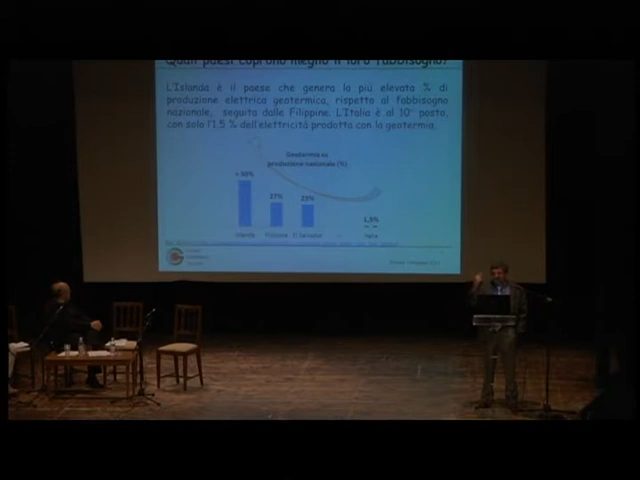 Quali paesi coprono meglio il loro fabbisogno?
L'Islanda è il paese che genera la più elevata % di
produzione elettrica geotermica, rispetto al fabbisogno
nazionale, seguita dalle Filippine. L'Italia è al 10° posto,
con solo l'1,5 % dell'elettricità prodotta con la geotermia.
Geotermia su
produzione nazionale (%)
> 50%
27%
23%
1,5%
Islanda
Filippine
El Salvador
Italia